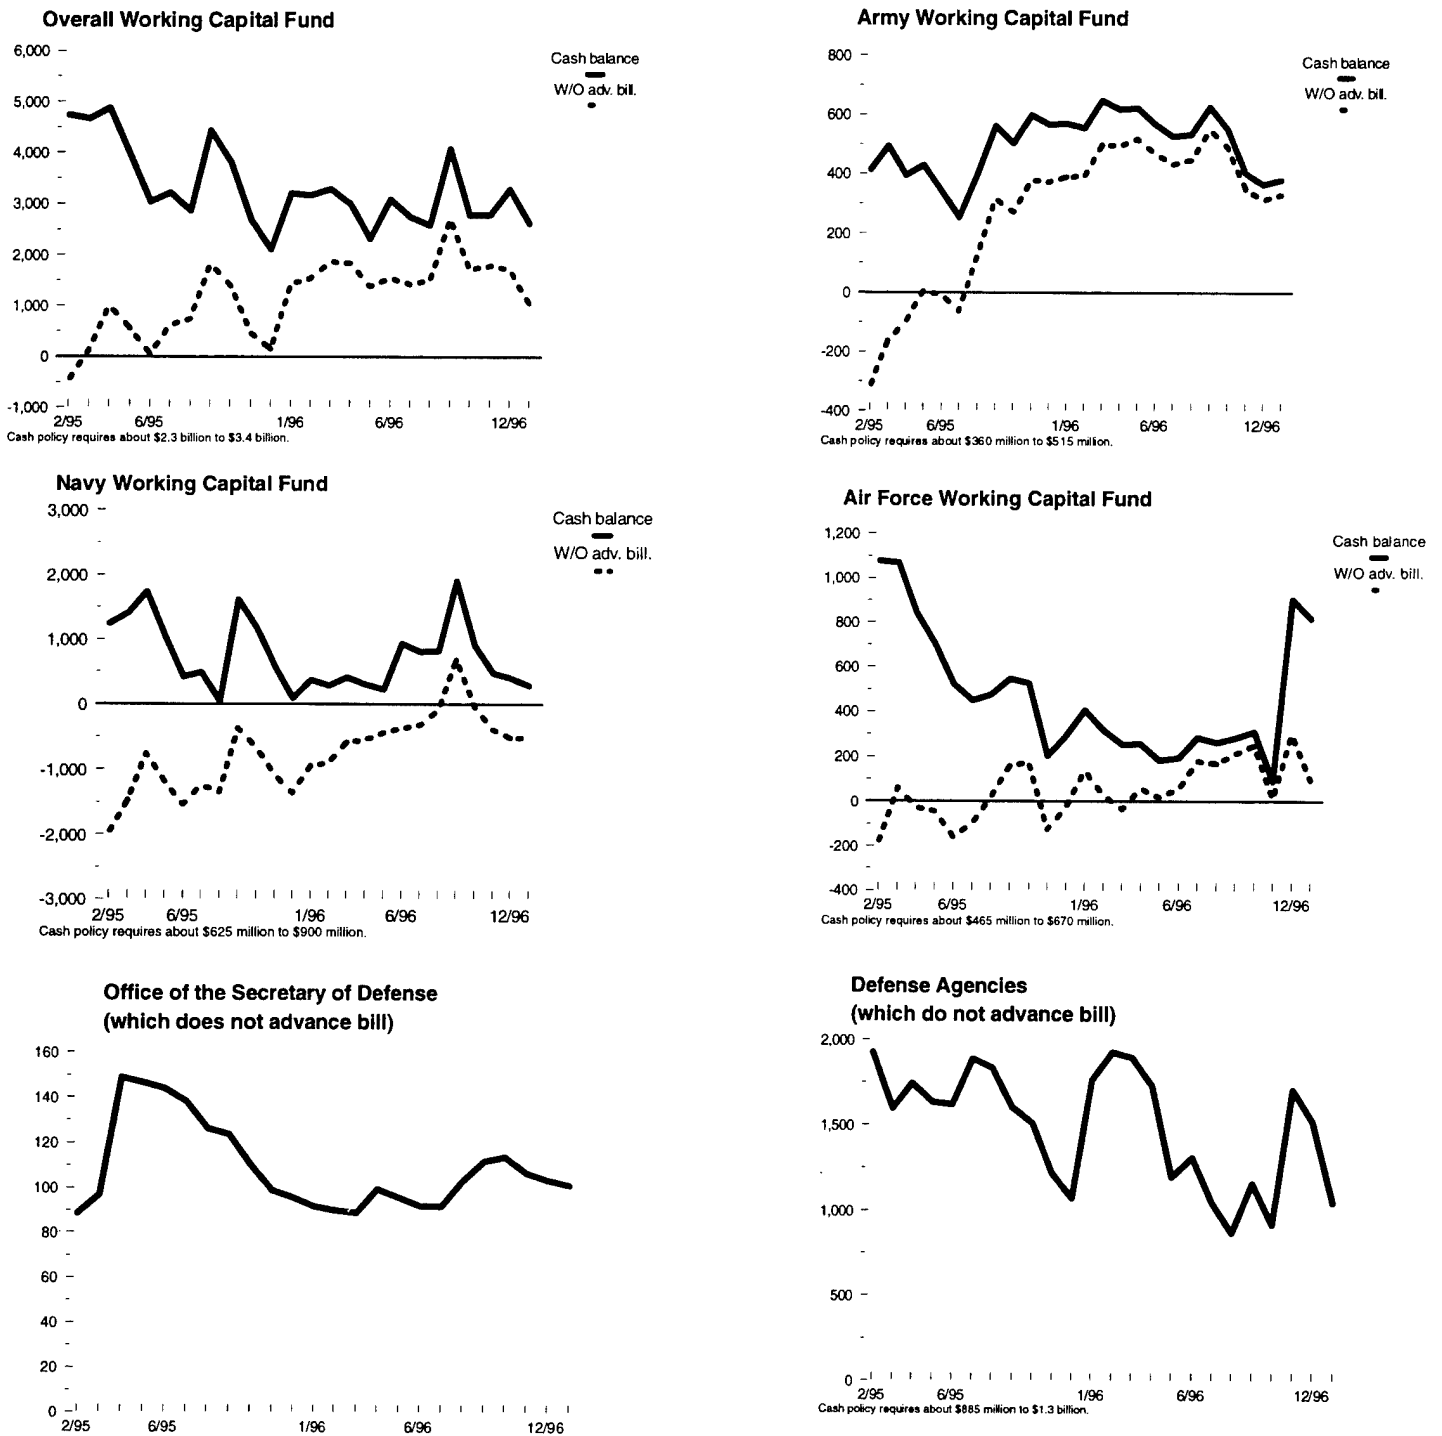 Overall Working Capital Fund
6,000
5,000
4,000
3,000
2,000
1,000
0
-1,000
2/95 6/95 1/96 6/96 12/96
Cash balance
W/O adv. bill.
Cash policy requires about $2.3 billion to $3.4 billion.
Army Working Capital Fund
800
600
400
200
0
-200
-400
2/95 6/95 1/96 6/96 12/96
Cash balance
W/O adv. bill.
Cash policy requires about $360 million to $515 million.
Navy Working Capital Fund
3,000
2,000
1,000
0
-1,000
-2,000
-3,000
2/95 6/95 1/96 6/96 12/96
Cash balance
W/O adv. bill.
Cash policy requires about $625 million to $900 million.
Air Force Working Capital Fund
1,200
1,000
800
600
400
200
0
-200
-400
2/95 6/95 1/96 6/96 12/96
Cash balance
W/O adv. bill.
Cash policy requires about $465 million to $670 million.
Office of the Secretary of Defense
(which does not advance bill)
160
140
120
100
80
60
40
20
0
2/95 6/95 1/96 6/96 12/96
Defense Agencies
(which do not advance bill)
2,000
1,500
1,000
500
0
2/95 6/95 1/96 6/96 12/96
Cash policy requires about $885 million to $1.3 billion.